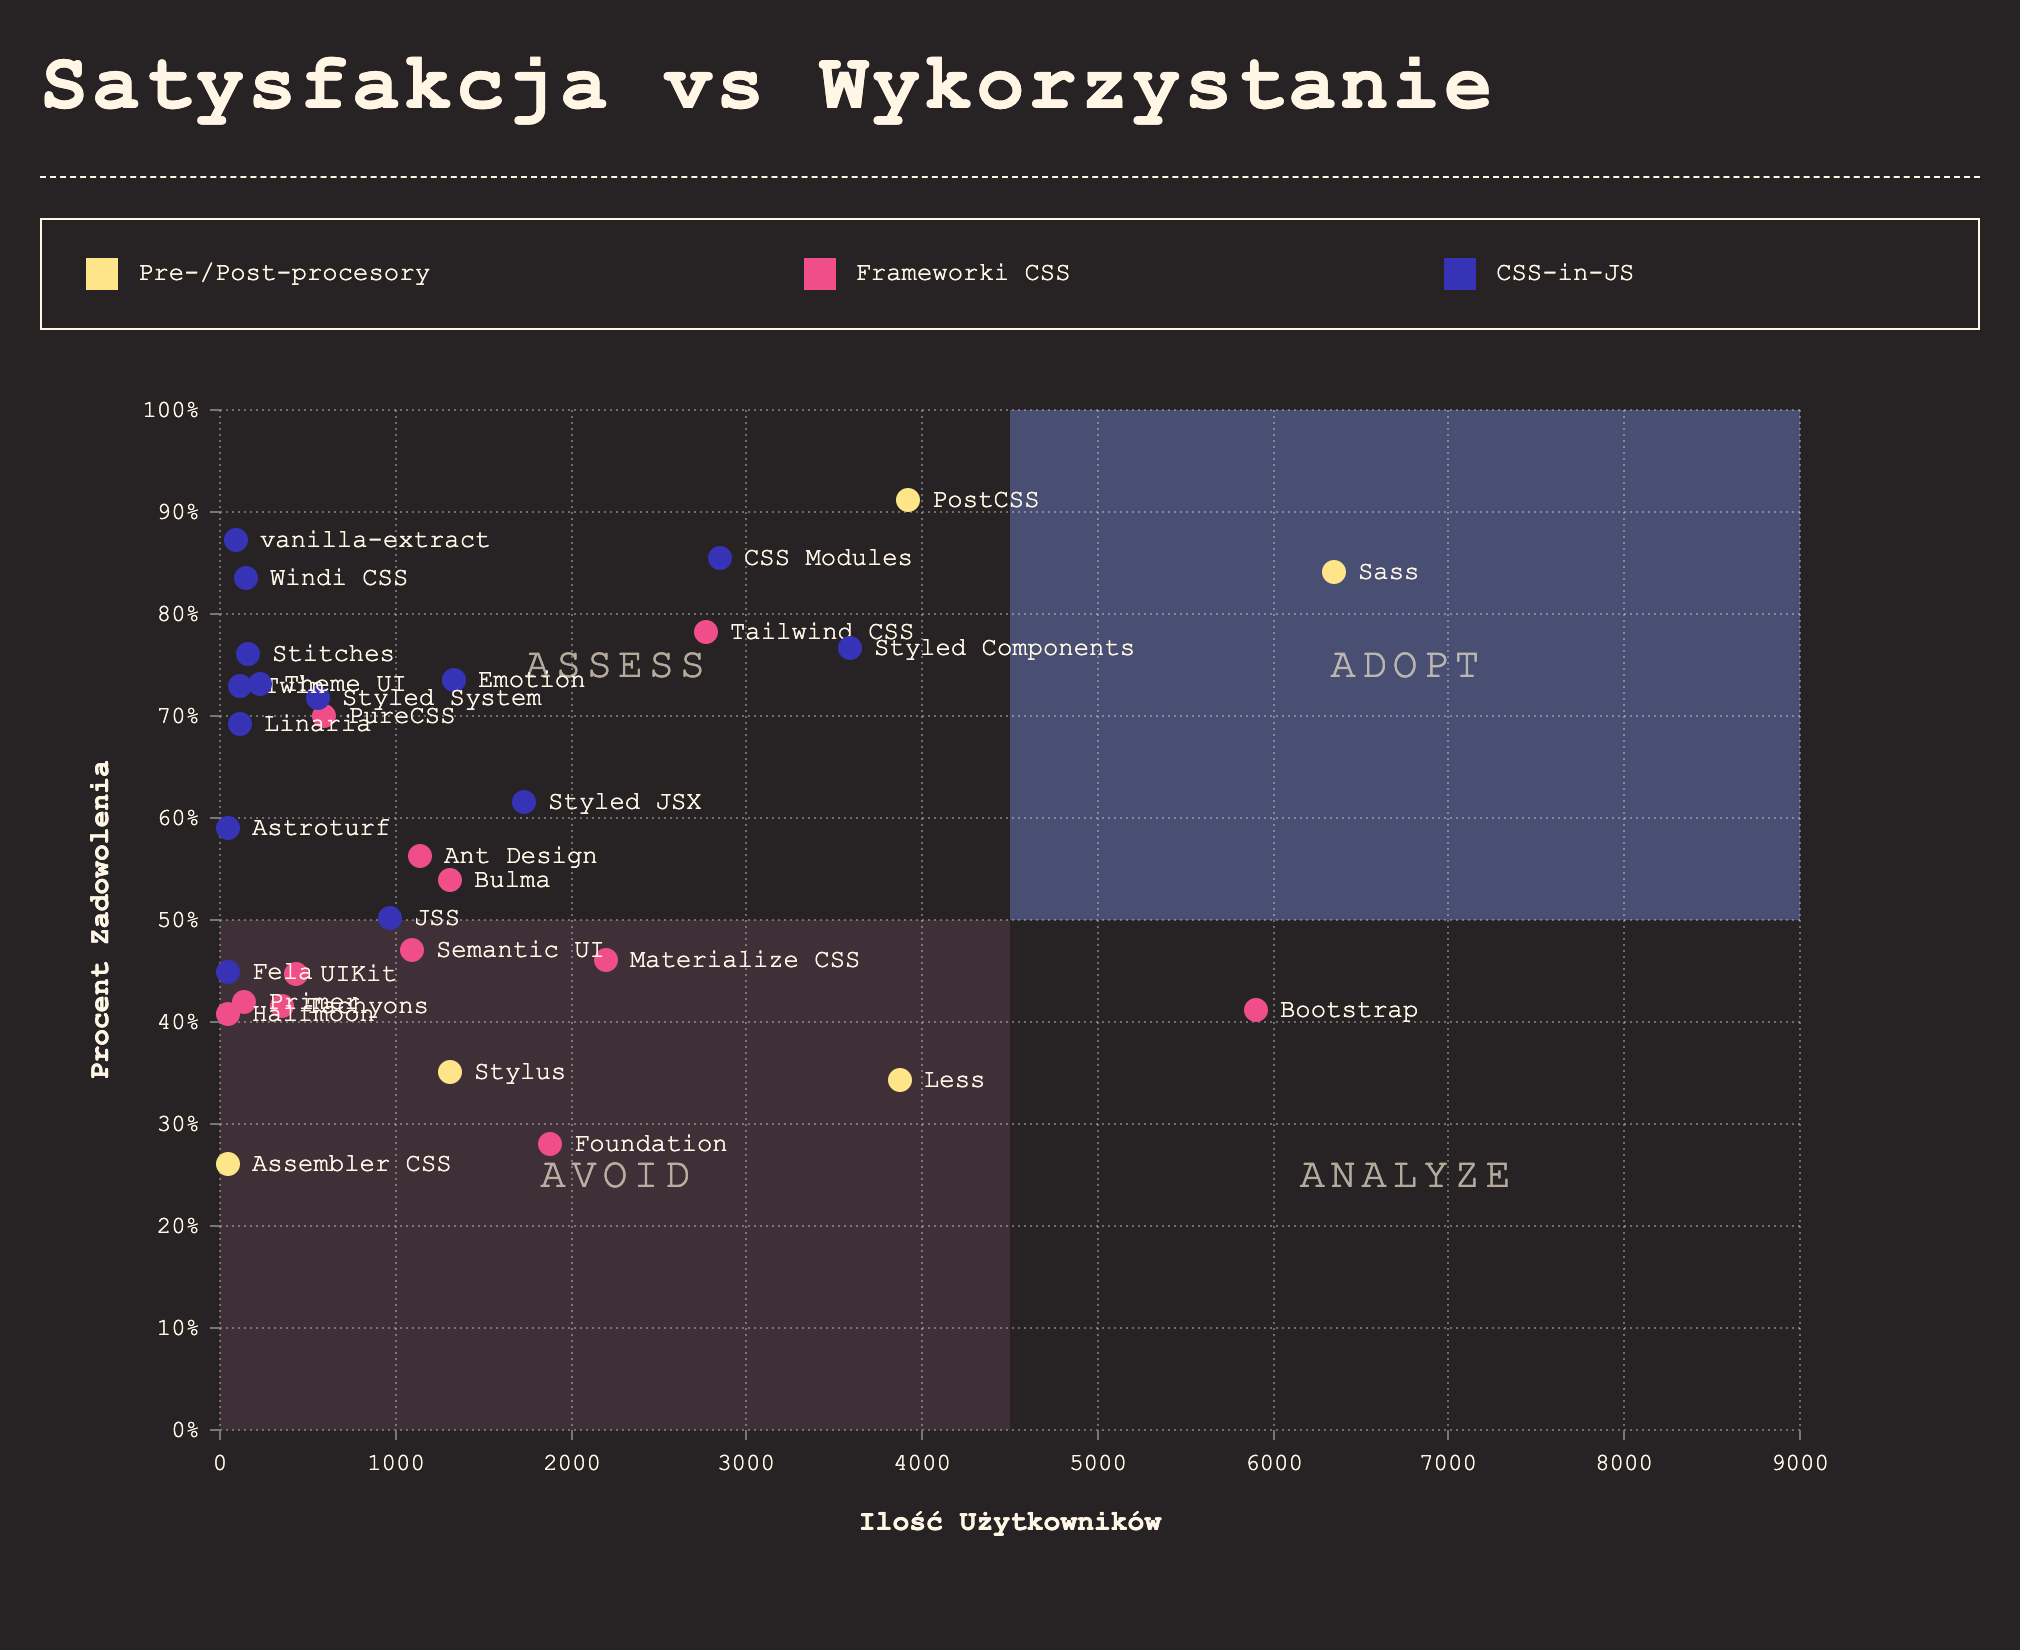 Satysfakcja vs Wykorzystanie
Pre-/Post-procesory
Frameworki CSS
CSS-in-JS
100%
90%
80%
70%
60%
50%
40%
30%
20%
10%
0%
Procent Zadowolenia
ASSESS
ADOPT
AVOID
ANALYZE
PostCSS
vanilla-extract
CSS Modules
Sass
Windi CSS
Tailwind CSS
Styled Components
Stitches
Emotion
Theme UI
Twin
Styled System
PureCSS
Linaria
Styled JSX
Astroturf
Ant Design
Bulma
JSS
Semantic UI
Materialize CSS
Fela
UIKit
Primer
Tachyons
Halfmoon
Bootstrap
Stylus
Less
Foundation
Assembler CSS
0
1000
2000
3000
4000
5000
6000
7000
8000
9000
Ilość Użytkowników